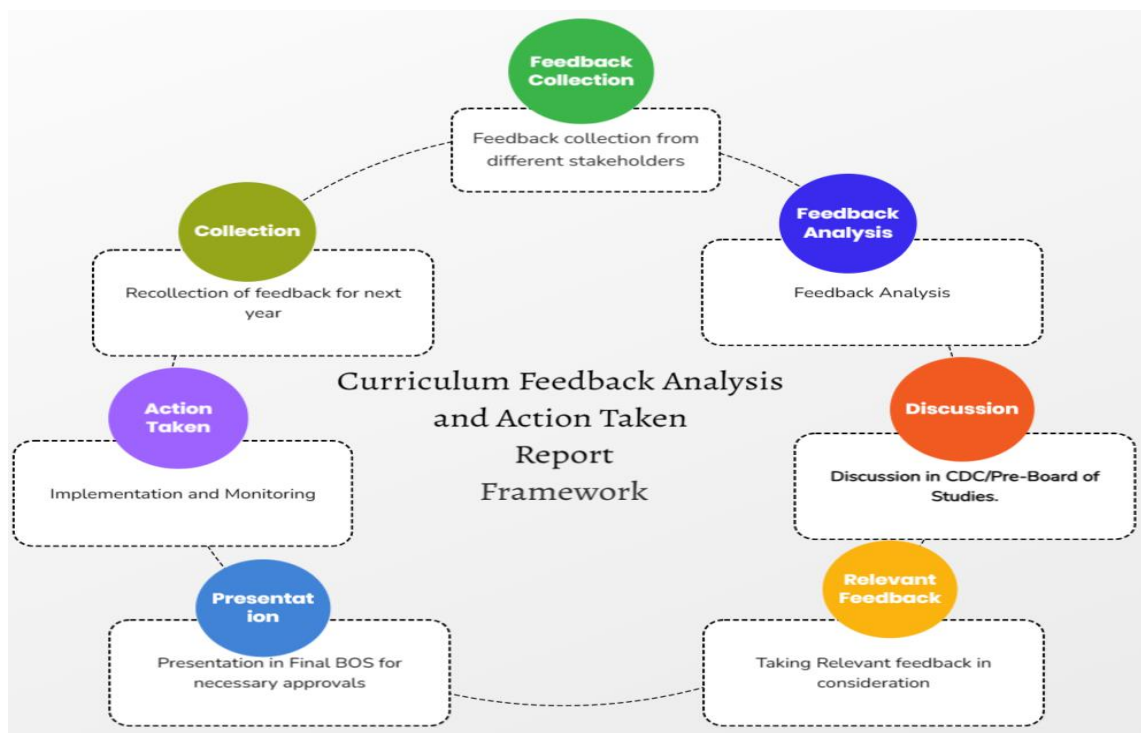 Feedback
Collection
Feedback collection from
different stakeholders
Feedback
Analysis
Feedback Analysis
Discussion
Discussion in CDC/Pre-Board of
Studies.
Relevant
Feedback
Taking Relevant feedback in
consideration
Presentat
ion
Presentation in Final BOS for
necessary approvals
Action
Taken
Implementation and Monitoring
Collection
Recollection of feedback for next
year
Curriculum Feedback Analysis
and Action Taken
Report
Framework